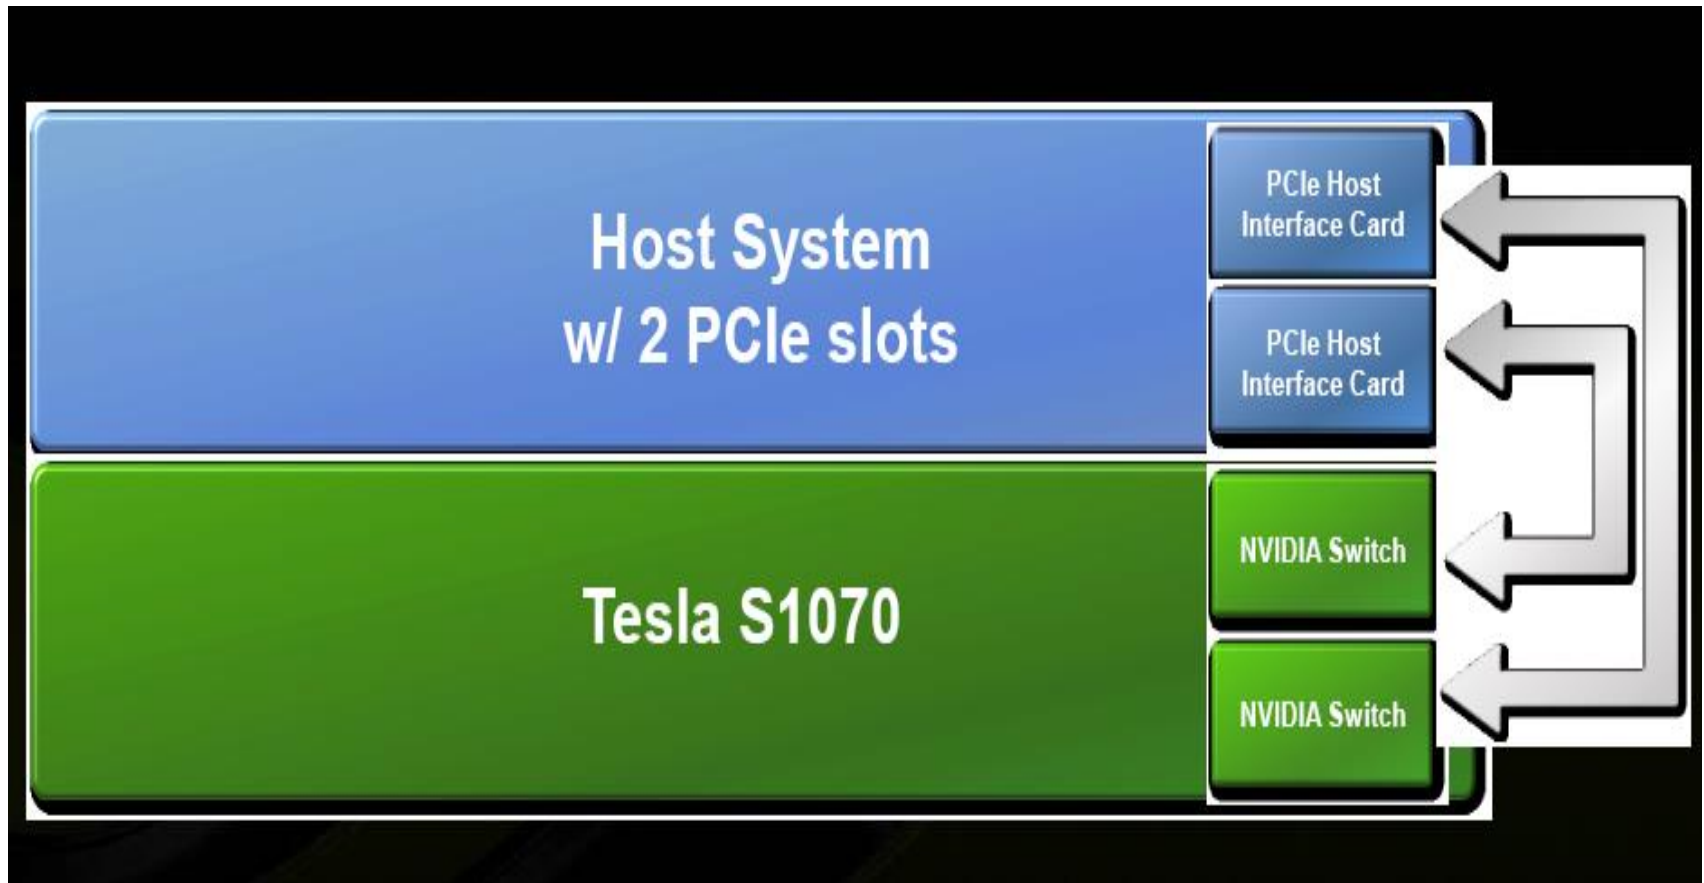 Host System
w/ 2 PCIe slots
PCIe Host
Interface Card
PCIe Host
Interface Card
Tesla S1070
NVIDIA Switch
NVIDIA Switch